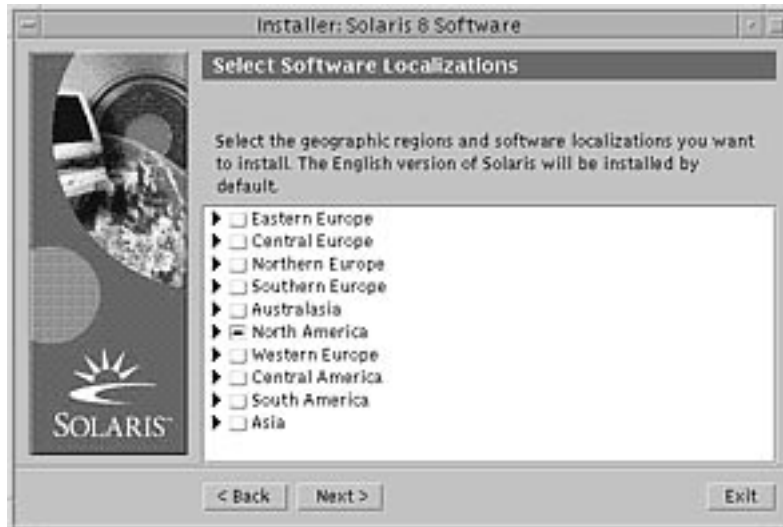 Installer: Solaris 8 Software
Select Software Localizations
Select the geographic regions and software localizations you want
to install. The English version of Solaris will be installed by
default.
Eastern Europe
Central Europe
Northern Europe
Southern Europe
Australasia
North America
Western Europe
Central America
South America
Asia
SOLARIS™
< Back
Next >
Exit